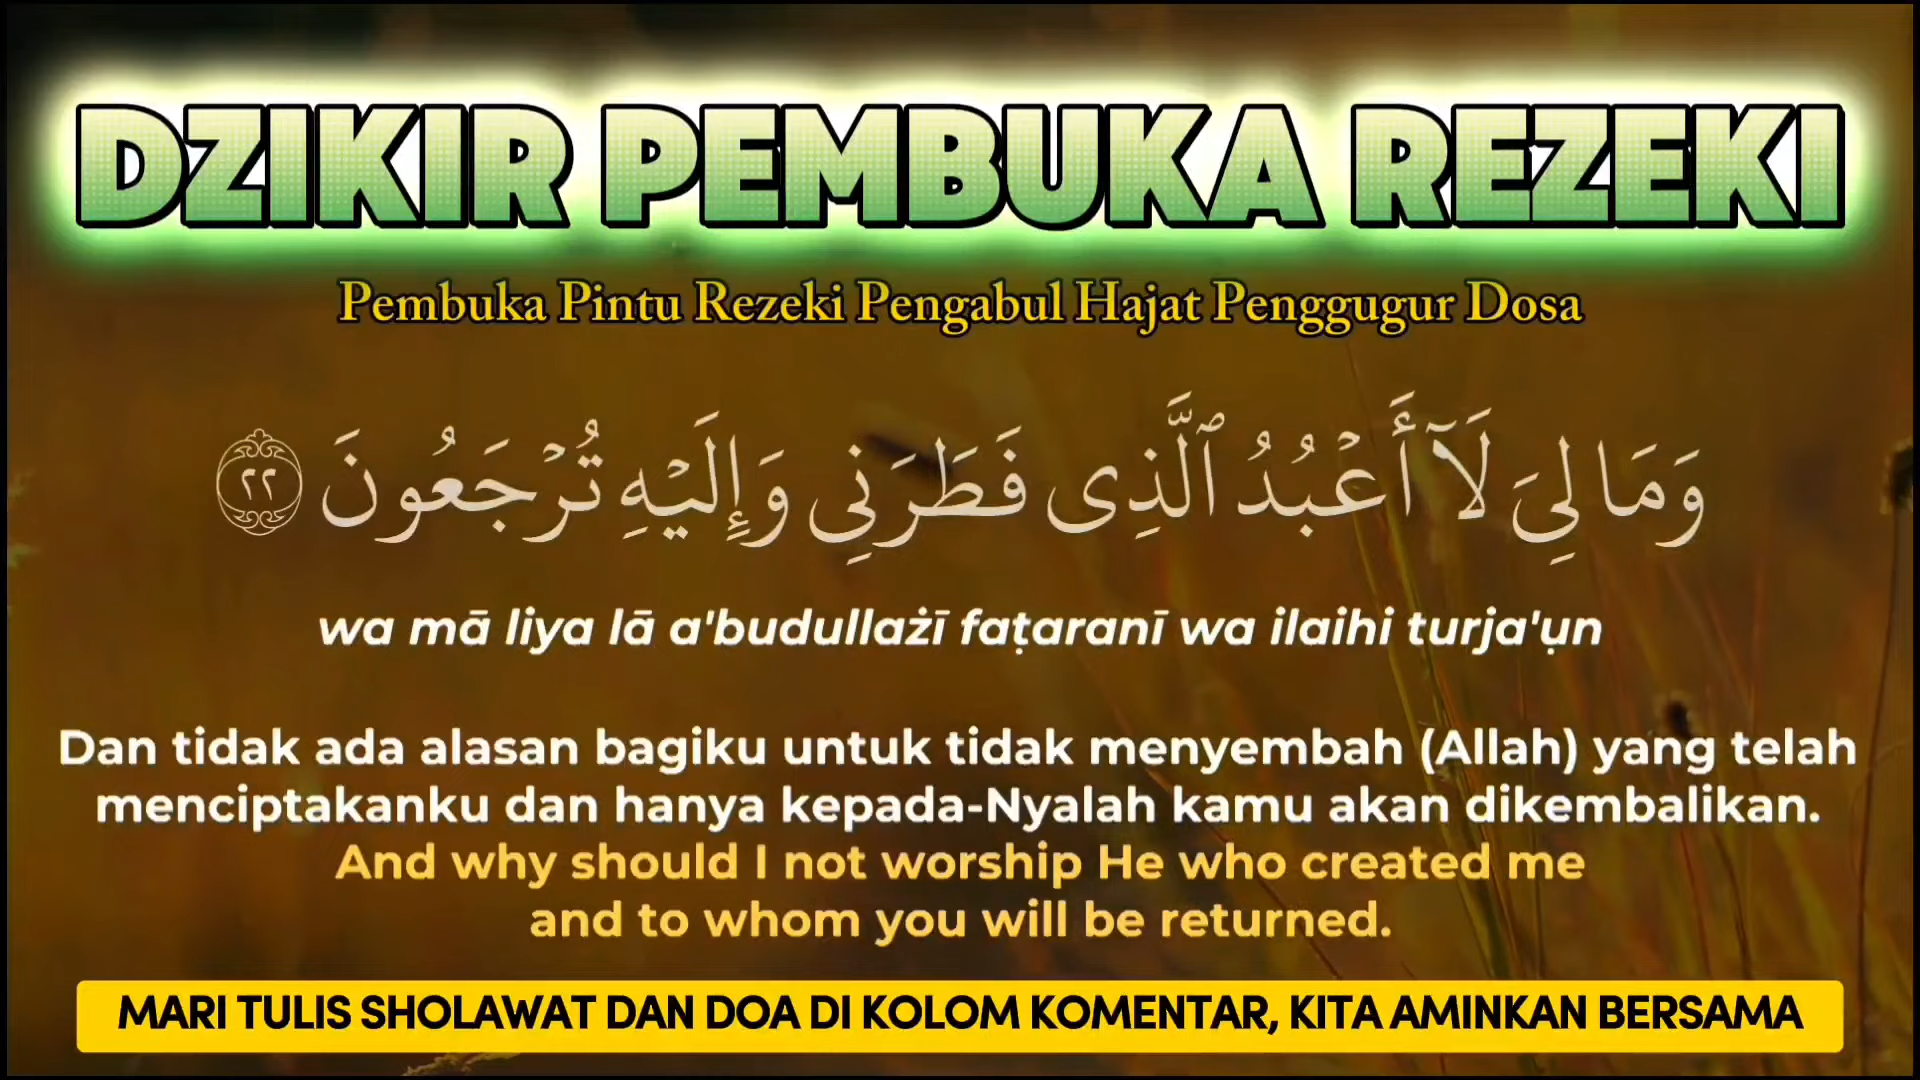 DZIKIR PEMBUKA REZEKI
Pembuka Pintu Rezeki Pengabul Hajat Penggugur Dosa
وَمَا لِىَ لَآ أَعْبُدُ ٱلَّذِى فَطَرَنِى وَإِلَيْهِ تُرْجَعُونَ ٢٢
wa mā liya lā a'budullażī faṭaranī wa ilaihi turja'ụn
Dan tidak ada alasan bagiku untuk tidak menyembah (Allah) yang telah
menciptakanku dan hanya kepada-Nyalah kamu akan dikembalikan.
And why should I not worship He who created me
and to whom you will be returned.
MARI TULIS SHOLAWAT DAN DOA DI KOLOM KOMENTAR, KITA AMINKAN BERSAMA